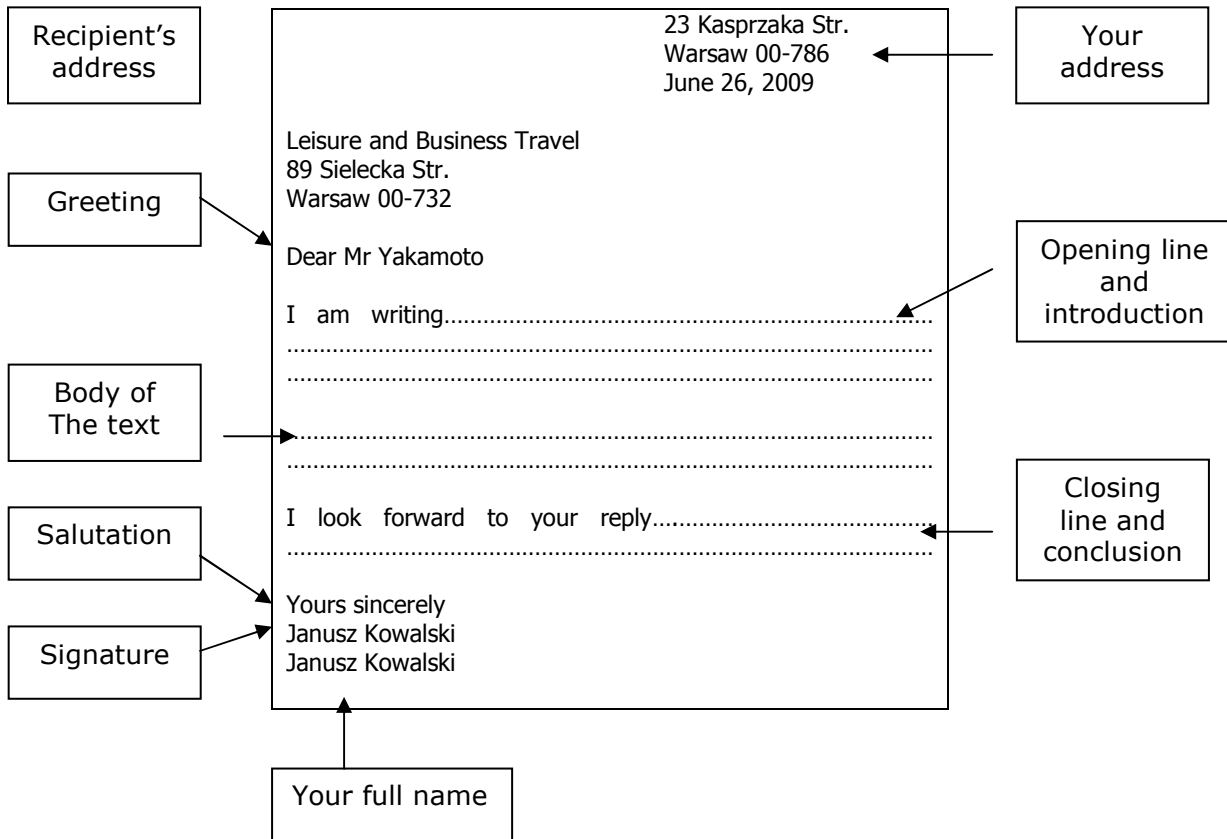 Recipient's
address
23 Kasprzaka Str.
Warsaw 00-786
June 26, 2009
Your
address
Leisure and Business Travel
89 Sielecka Str.
Warsaw 00-732
Greeting
Dear Mr Yakamoto
Opening line
and
introduction
I am writing....................................................................................
................................................................................................................
................................................................................................................
Body of
The text
................................................................................................................
................................................................................................................
I look forward to your reply................................................
................................................................................................................
Closing
line and
conclusion
Salutation
Yours sincerely
Janusz Kowalski
Janusz Kowalski
Signature
Your full name